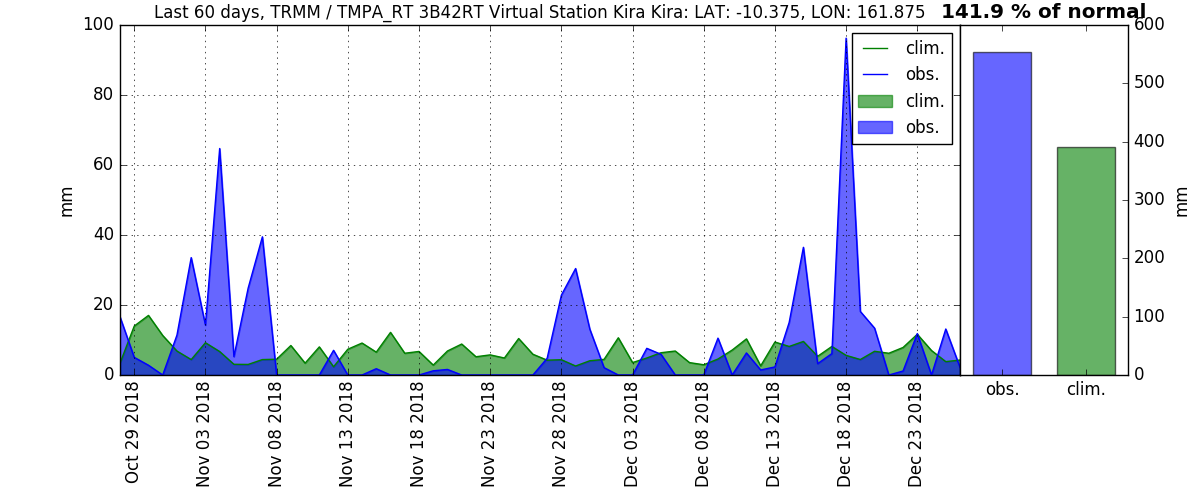 Last 60 days, TRMM / TMPA_RT 3B42RT Virtual Station Kira Kira: LAT: -10.375, LON: 161.875 141.9 % of normal
100
80
60
40
20
0
mm
clim.
obs.
clim.
obs.
600
500
400
300
200
100
0
mm
Oct 29 2018
Nov 03 2018
Nov 08 2018
Nov 13 2018
Nov 18 2018
Nov 23 2018
Nov 28 2018
Dec 03 2018
Dec 08 2018
Dec 13 2018
Dec 18 2018
Dec 23 2018
obs.
clim.